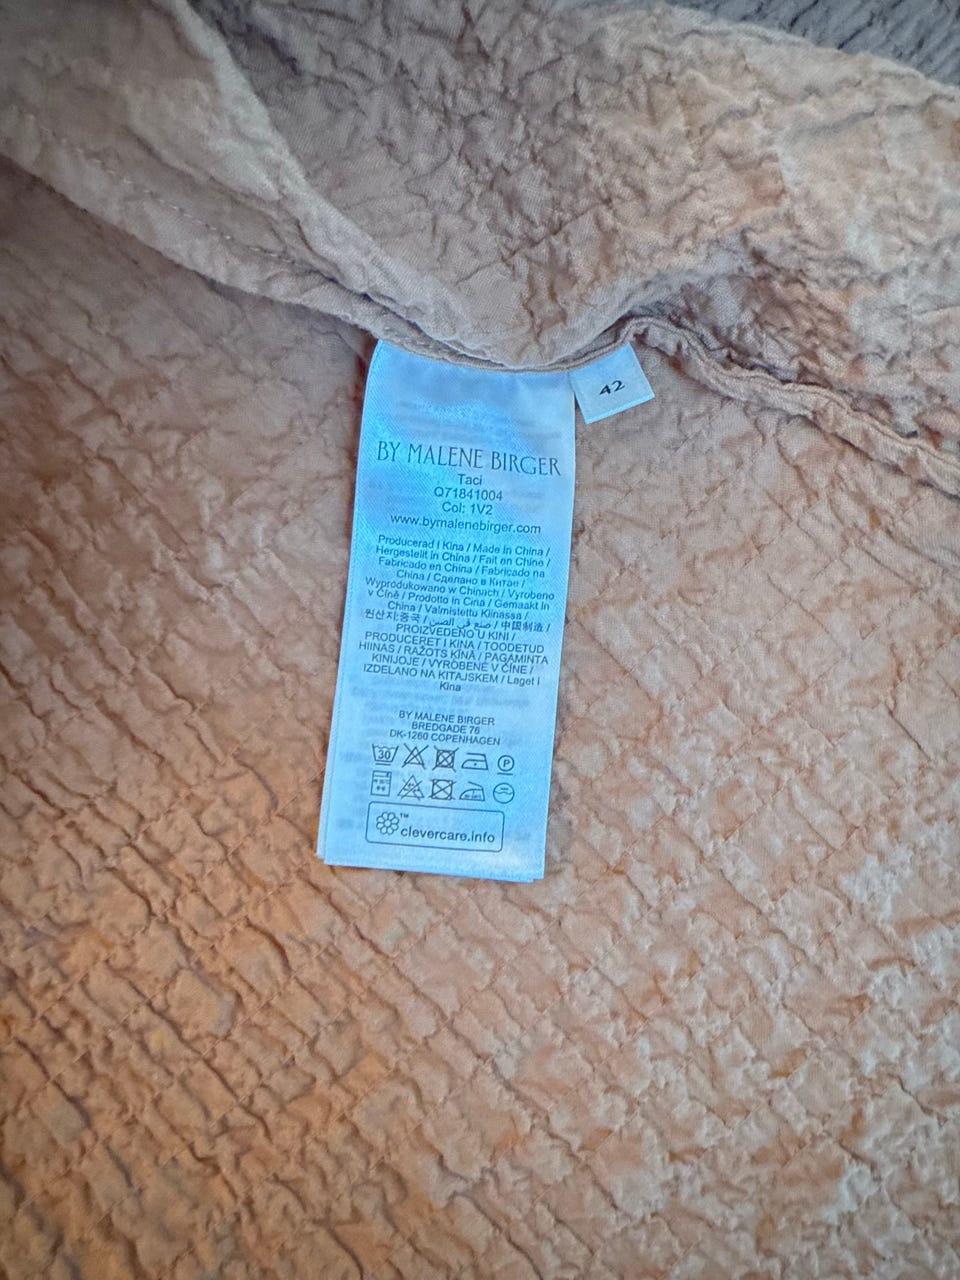 42
BY MALENE BIRGER
Taci
Q71841004
Col: 1V2
www.bymalenebirger.com
Producerad I Kina / Made in China /
Hergestellt in China / Fait en Chine /
Fabricado en China / Fabricado na
China / Сделано в Китае /
Wyprodukowano w Chinach / Vyrobeno
v Číně / Prodotto in Cina / Gemaakt in
China / Valmistettu Kiinassa /
원산지:중국 / صنع في الصين / 中国制造 /
PROIZVEDENO U KINI /
PRODUCERET I KINA / TOODETUD
HIINAS / RAŽOTS ĶĪNĀ / PAGAMINTA
KINIJOJE / VYROBENÉ V ČÍNE /
IZDELANO NA KITAJSKEM / Laget i
Kina
BY MALENE BIRGER
BREDGADE 76
DK-1260 COPENHAGEN
30 P
™
clevercare.info